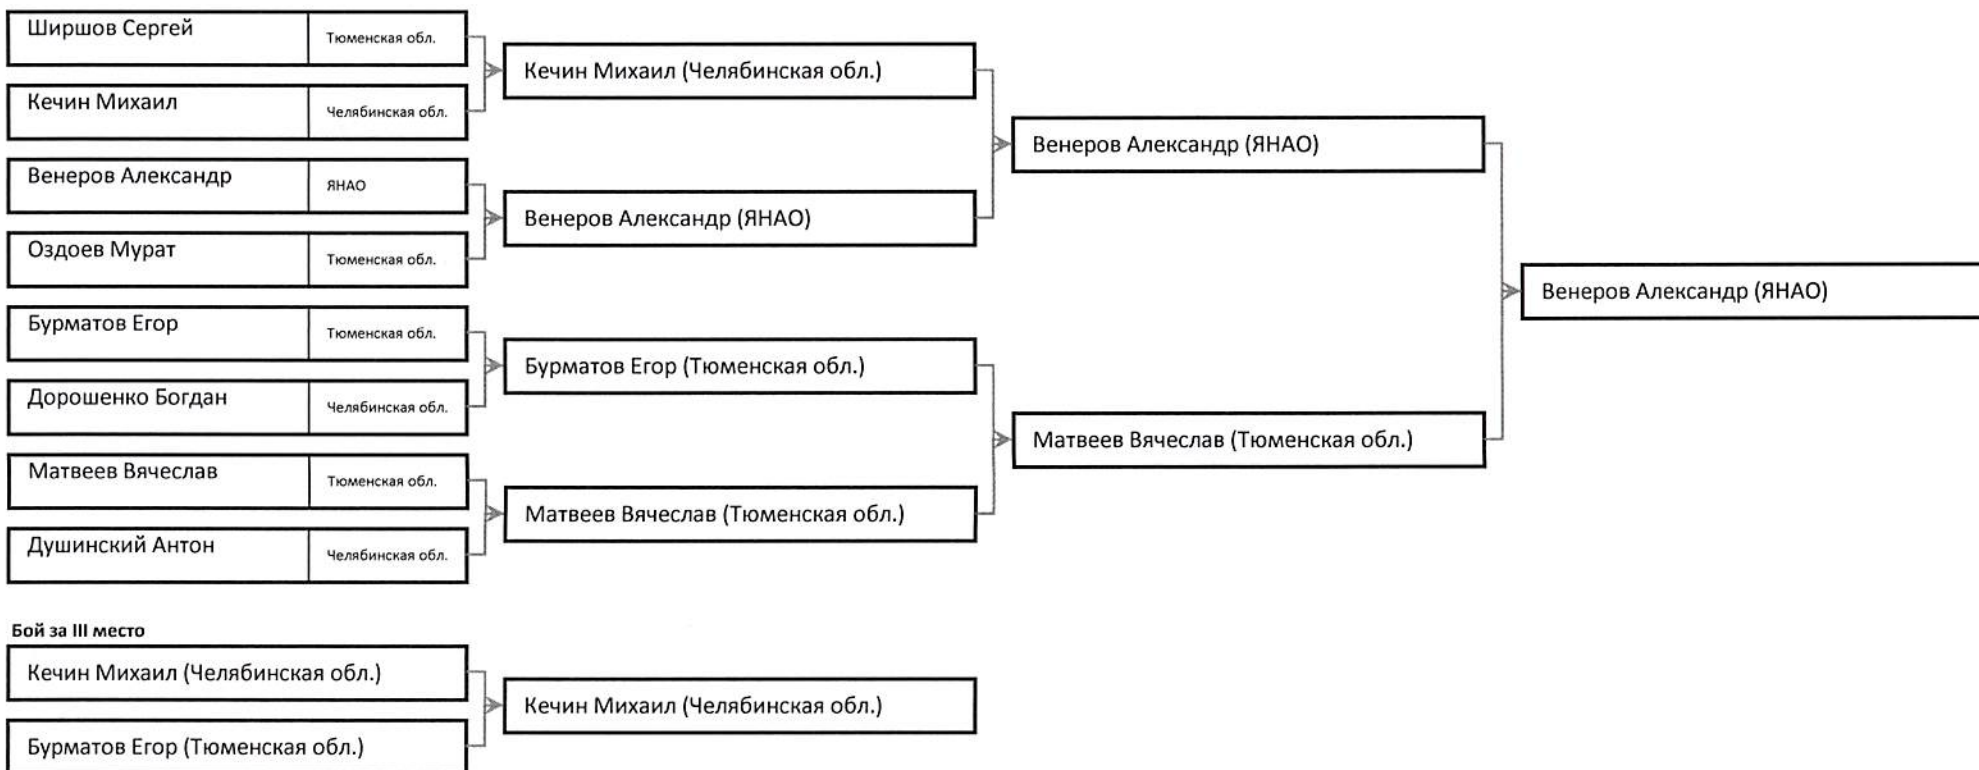 Ширшов Сергей Тюменская обл.
Кечин Михаил (Челябинская обл.)
Кечин Михаил Челябинская обл.
Венеров Александр (ЯНАО)
Венеров Александр ЯНАО
Венеров Александр (ЯНАО)
Оздоев Мурат Тюменская обл.
Венеров Александр (ЯНАО)
Бурматов Егор Тюменская обл.
Бурматов Егор (Тюменская обл.)
Дорошенко Богдан Челябинская обл.
Матвеев Вячеслав (Тюменская обл.)
Матвеев Вячеслав Тюменская обл.
Матвеев Вячеслав (Тюменская обл.)
Душинский Антон Челябинская обл.
Бой за III место
Кечин Михаил (Челябинская обл.)
Кечин Михаил (Челябинская обл.)
Бурматов Егор (Тюменская обл.)